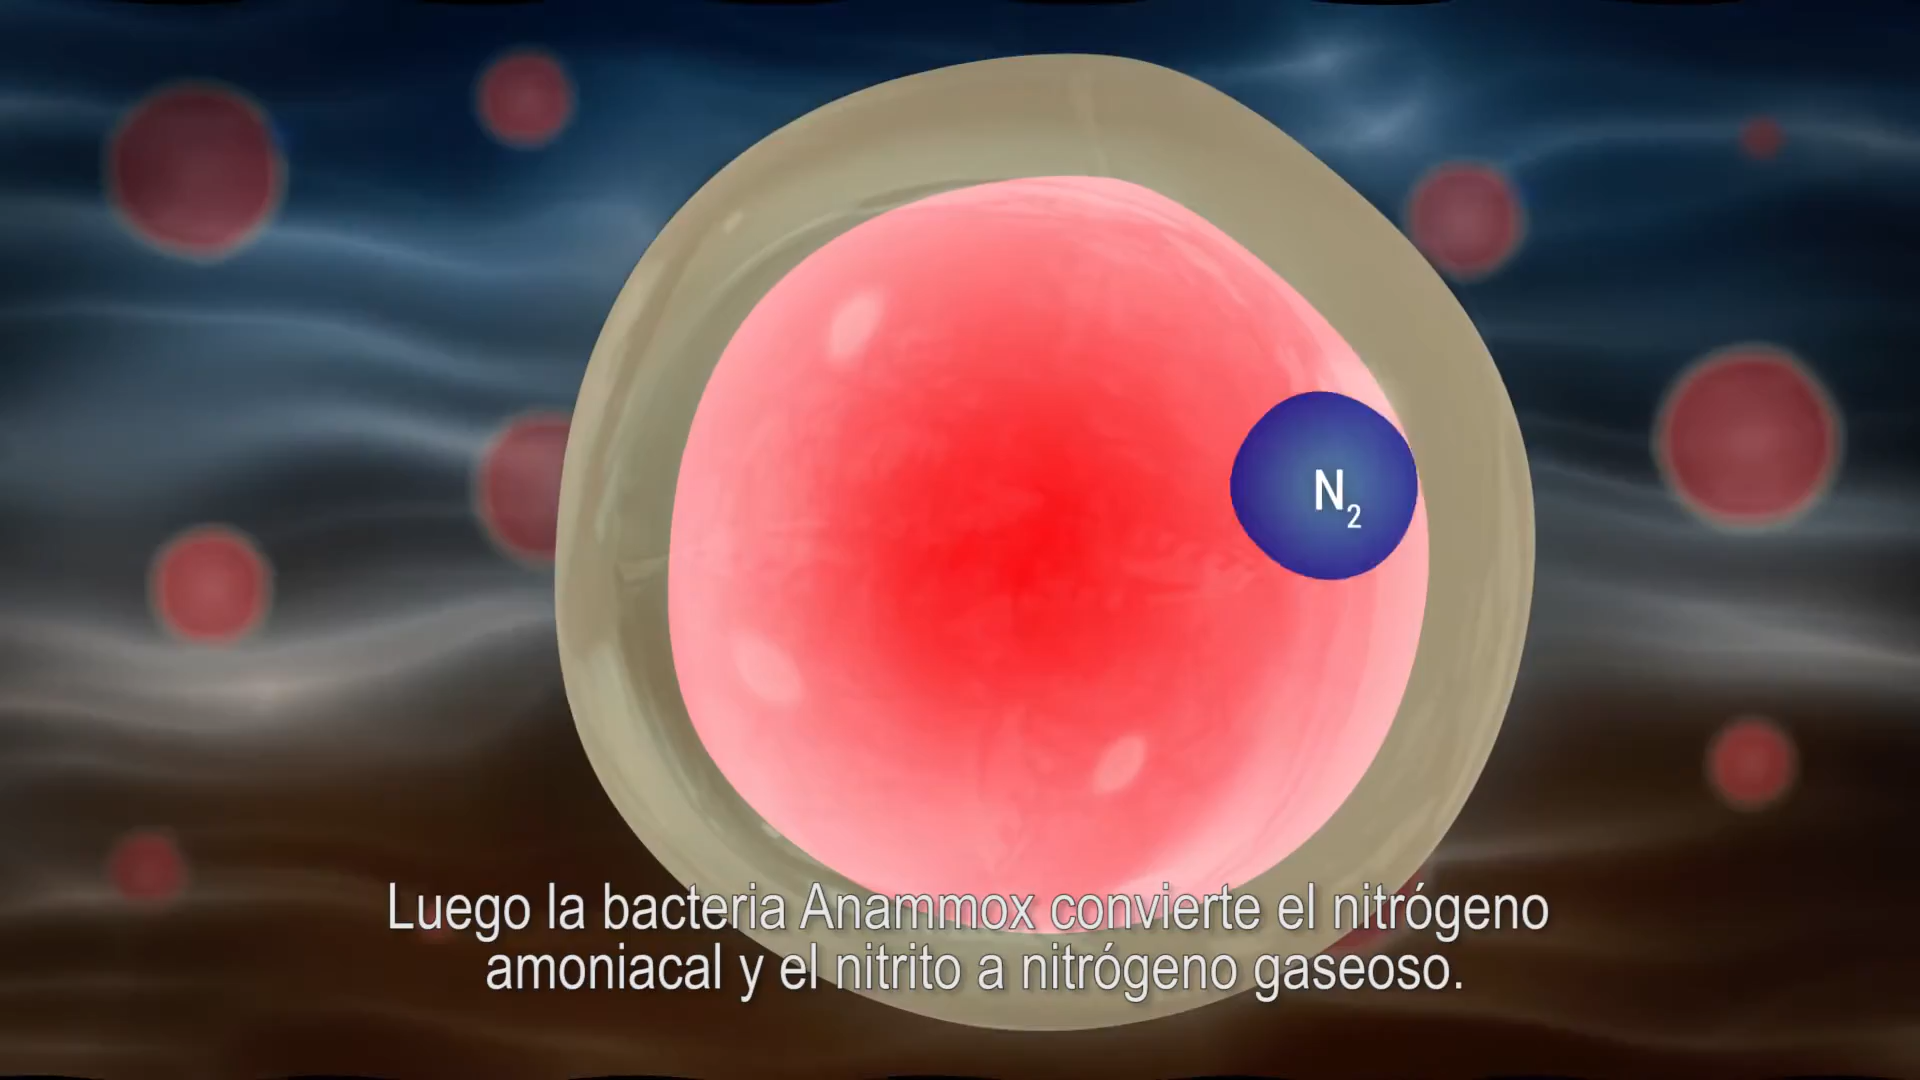 N₂
Luego la bacteria Anammox convierte el nitrógeno
amoniacal y el nitrito a nitrógeno gaseoso.